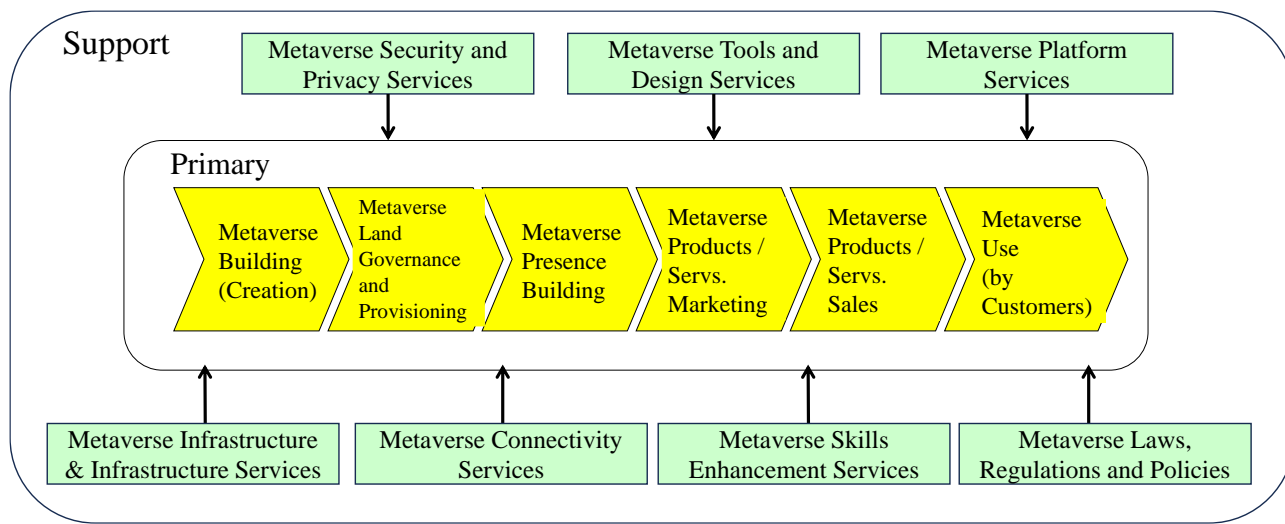 Support
Metaverse Security and
Privacy Services
Metaverse Tools and
Design Services
Metaverse Platform
Services
Primary
Metaverse
Building
(Creation)
Metaverse
Land
Governance
and
Provisioning
Metaverse
Presence
Building
Metaverse
Products /
Servs.
Marketing
Metaverse
Products /
Servs.
Sales
Metaverse
Use
(by
Customers)
Metaverse Infrastructure
& Infrastructure Services
Metaverse Connectivity
Services
Metaverse Skills
Enhancement Services
Metaverse Laws,
Regulations and Policies